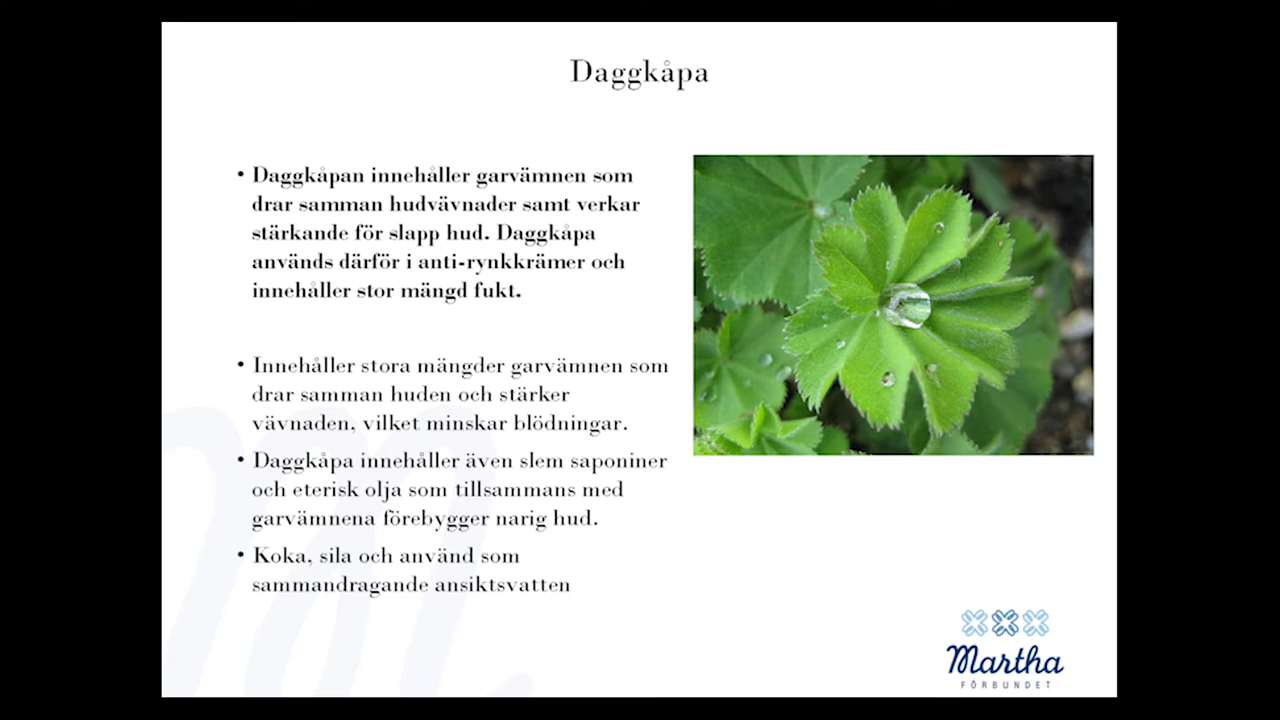 Daggkåpa
• Daggkåpan innehåller garvämnen som
drar samman hudvävnader samt verkar
stärkande för slapp hud. Daggkåpa
används därför i anti-rynkkrämer och
innehåller stor mängd fukt.
• Innehåller stora mängder garvämnen som
drar samman huden och stärker
vävnaden, vilket minskar blödningar.
• Daggkåpa innehåller även slem saponiner
och eterisk olja som tillsammans med
garvämnena förebygger narig hud.
• Koka, sila och använd som
sammandragande ansiktsvatten
Martha
FÖRBUNDET